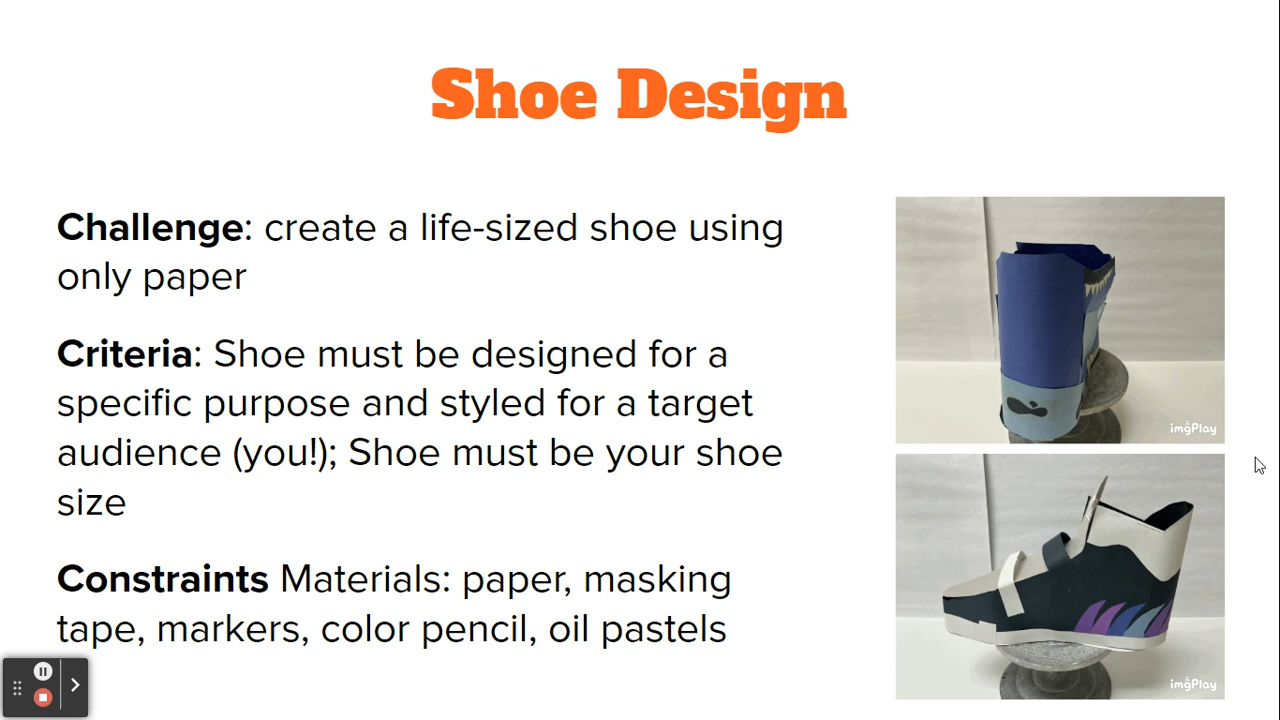 Shoe Design
Challenge: create a life-sized shoe using
only paper
Criteria: Shoe must be designed for a
specific purpose and styled for a target
audience (you!); Shoe must be your shoe
size
Constraints Materials: paper, masking
tape, markers, color pencil, oil pastels
imgPlay
imgPlay